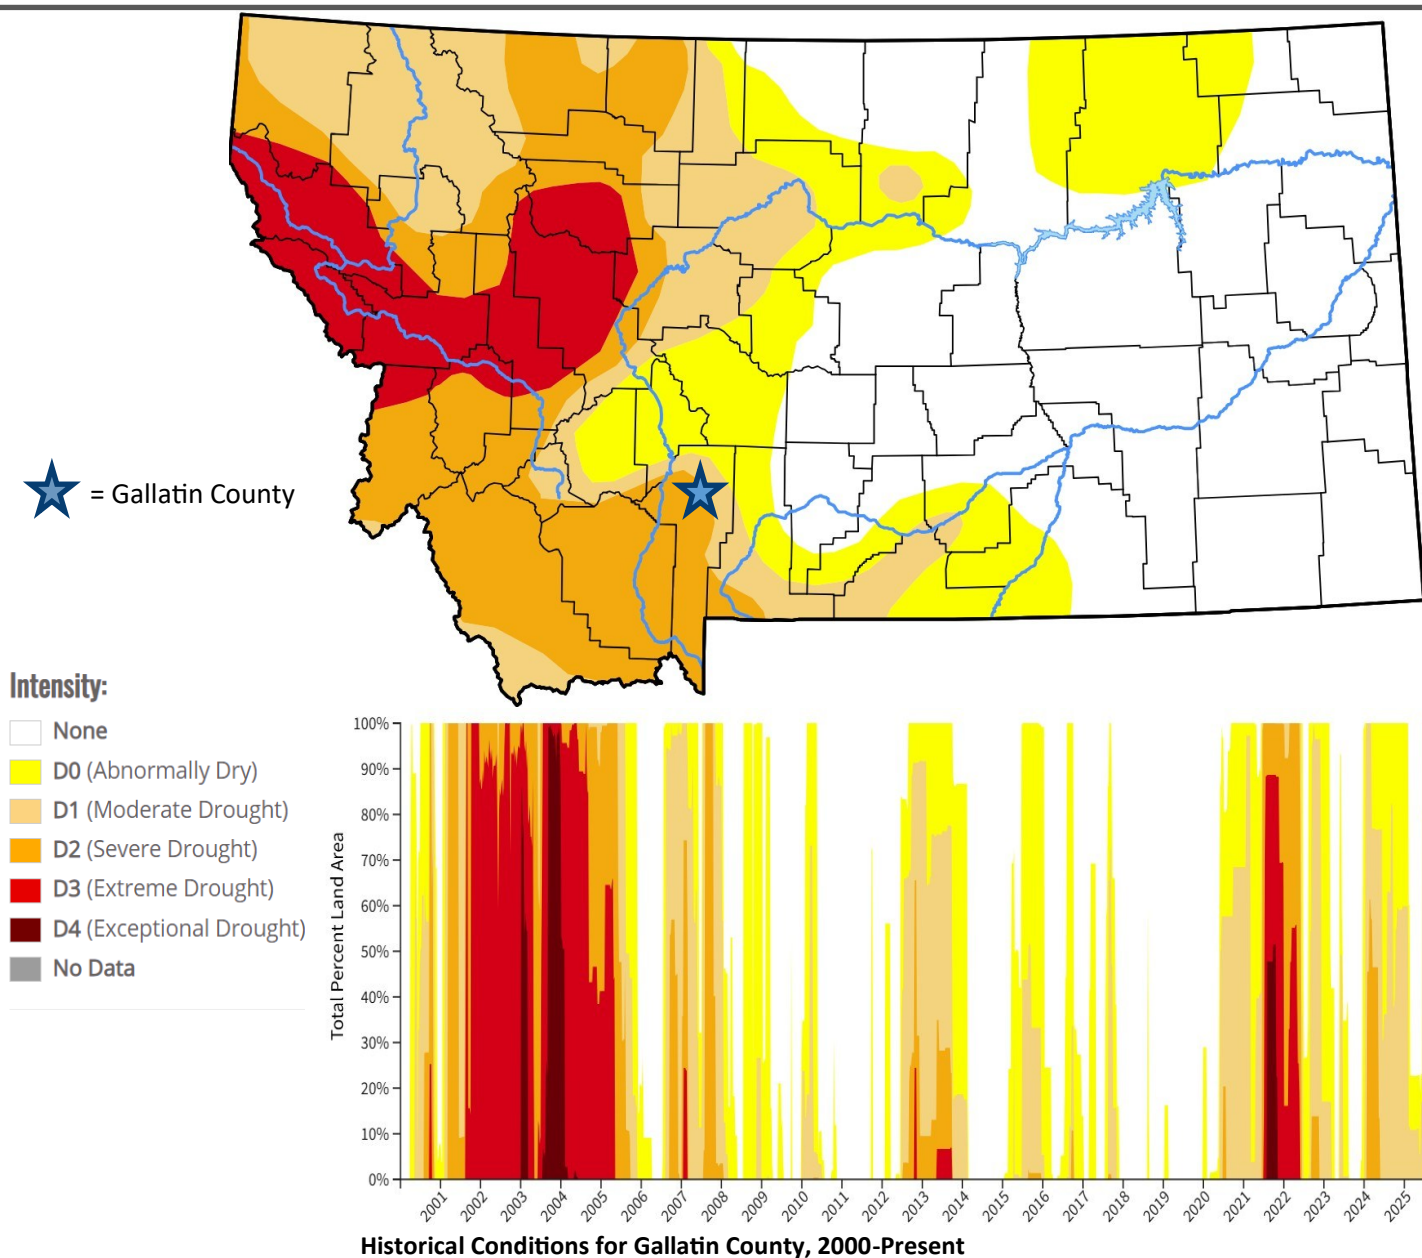 = Gallatin County
Intensity:
None
D0 (Abnormally Dry)
D1 (Moderate Drought)
D2 (Severe Drought)
D3 (Extreme Drought)
D4 (Exceptional Drought)
No Data
Total Percent Land Area
100%
90%
80%
70%
60%
50%
40%
30%
20%
10%
0%
2001 2002 2003 2004 2005 2006 2007 2008 2009 2010 2011 2012 2013 2014 2015 2016 2017 2018 2019 2020 2021 2022 2023 2024 2025
Historical Conditions for Gallatin County, 2000-Present